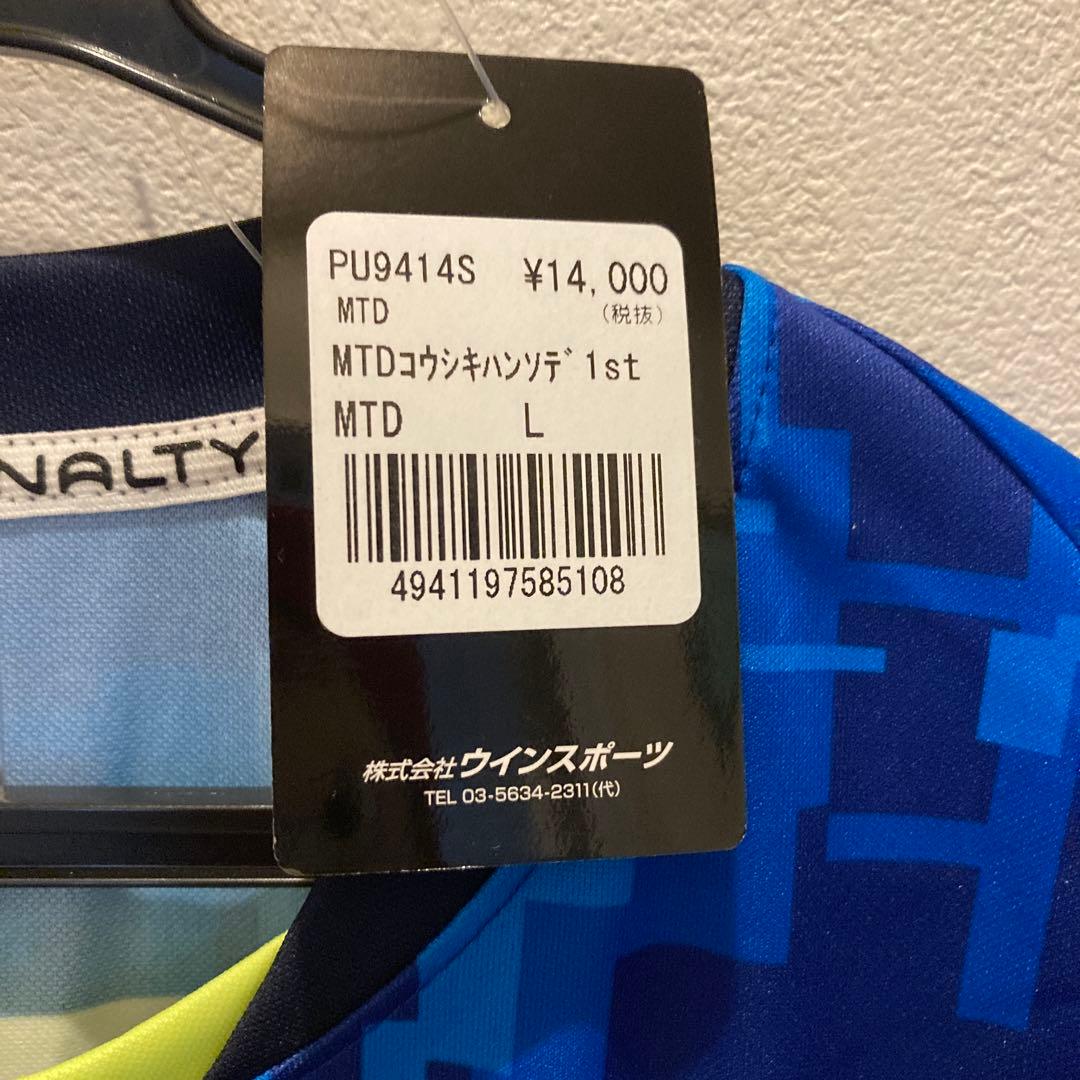 PU9414S ¥14,000
MTD (税抜)
MTDｺｳｼｷﾊﾝｿﾃﾞ 1st
MTD L
4941197585108
NALTY
株式会社ウインスポーツ
TEL 03-5634-2311(代)